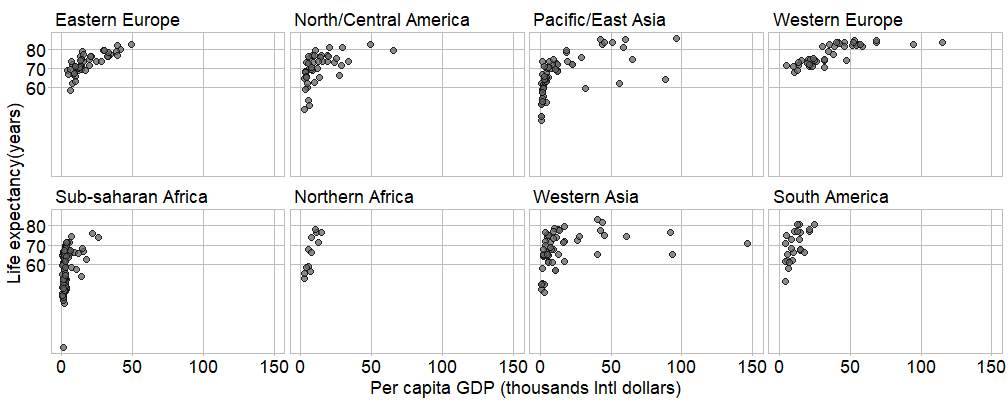 Eastern Europe North/Central America Pacific/East Asia Western Europe
80
70
60
Life expectancy(years)
Sub-saharan Africa Northern Africa Western Asia South America
80
70
60
0 50 100 150 0 50 100 150 0 50 100 150 0 50 100 150
Per capita GDP (thousands Intl dollars)